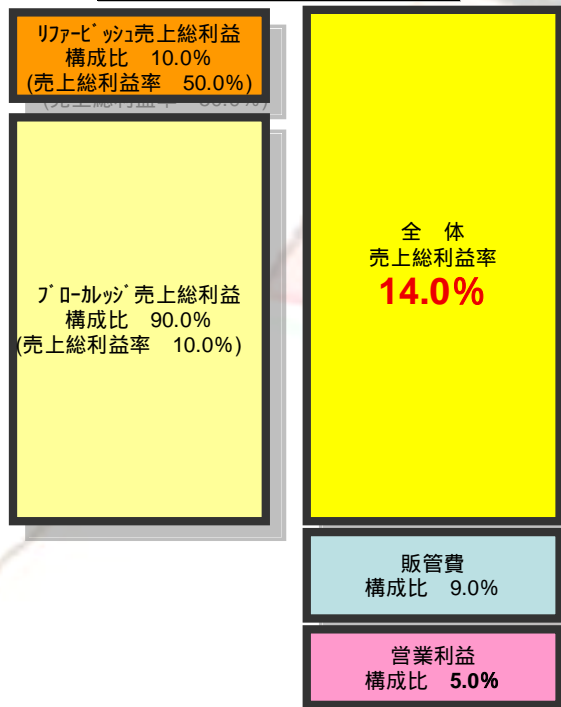 リファービッシュ売上総利益
構成比 10.0%
(売上総利益率 50.0%)
ブローカレッジ売上総利益
構成比 90.0%
(売上総利益率 10.0%)
全 体
売上総利益率
14.0%
販管費
構成比 9.0%
営業利益
構成比 5.0%